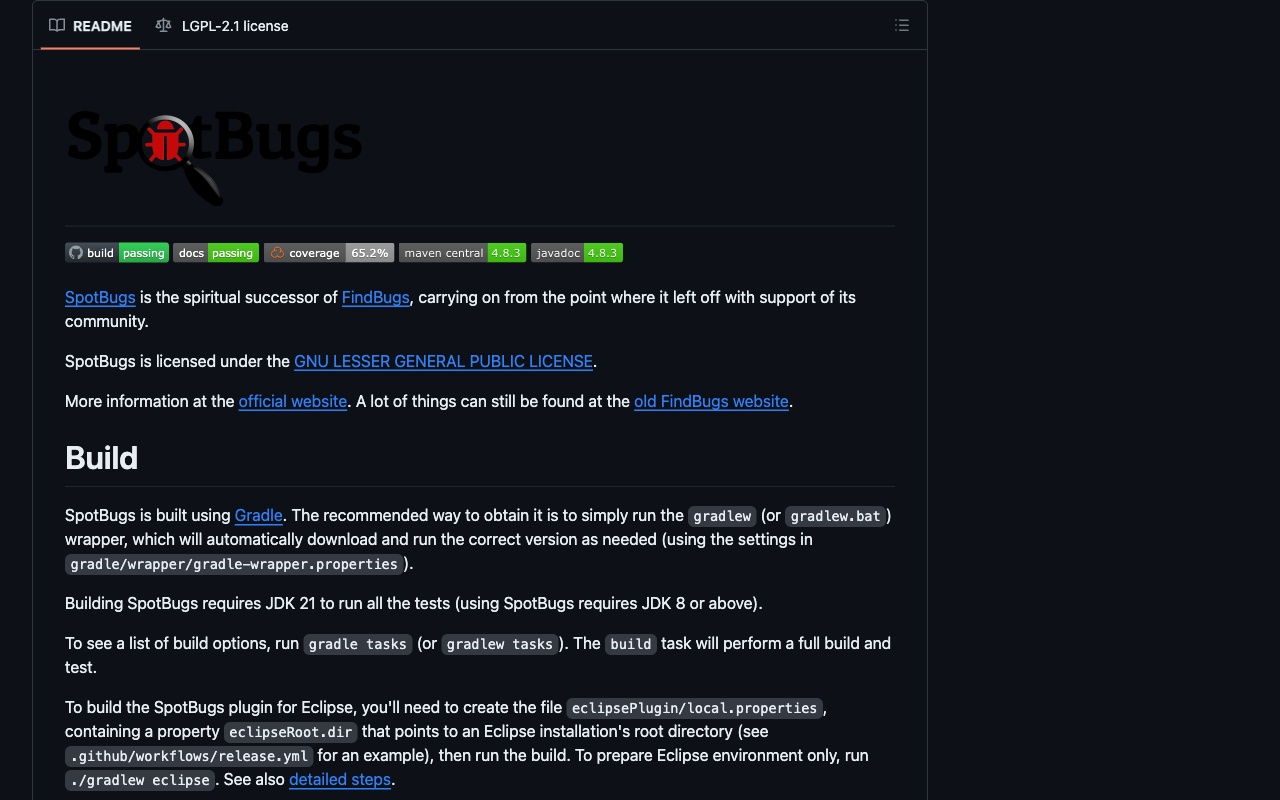 README LGPL-2.1 license
SpotBugs
build passing docs passing coverage 65.2% maven central 4.8.3 javadoc 4.8.3
SpotBugs is the spiritual successor of FindBugs, carrying on from the point where it left off with support of its
community.
SpotBugs is licensed under the GNU LESSER GENERAL PUBLIC LICENSE.
More information at the official website. A lot of things can still be found at the old FindBugs website.
Build
SpotBugs is built using Gradle. The recommended way to obtain it is to simply run the gradlew (or gradlew.bat)
wrapper, which will automatically download and run the correct version as needed (using the settings in
gradle/wrapper/gradle-wrapper.properties).
Building SpotBugs requires JDK 21 to run all the tests (using SpotBugs requires JDK 8 or above).
To see a list of build options, run gradle tasks (or gradlew tasks). The build task will perform a full build and
test.
To build the SpotBugs plugin for Eclipse, you'll need to create the file eclipsePlugin/local.properties,
containing a property eclipseRoot.dir that points to an Eclipse installation's root directory (see
.github/workflows/release.yml for an example), then run the build. To prepare Eclipse environment only, run
./gradlew eclipse. See also detailed steps.